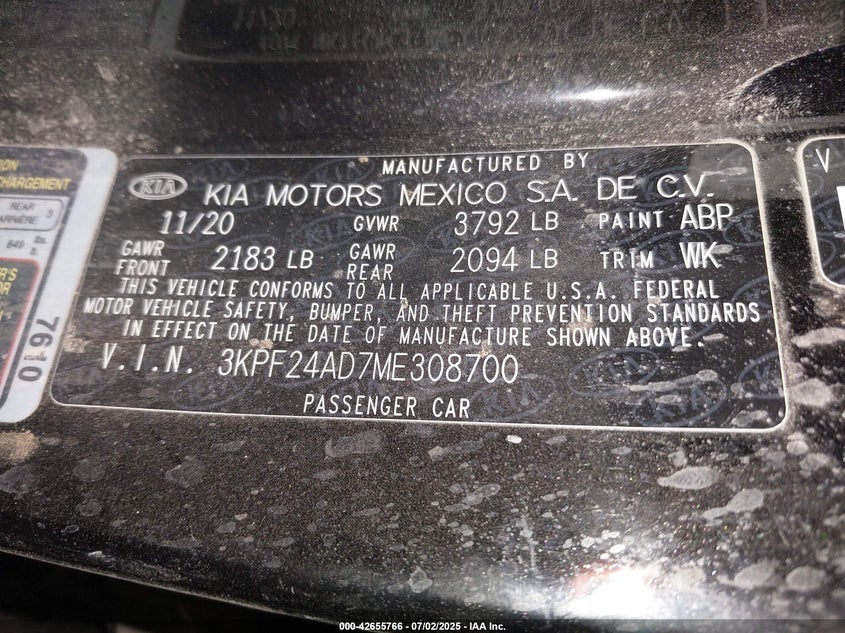 MANUFACTURED BY
KIA KIA MOTORS MEXICO S.A. DE C.V.
11/20 GVWR 3792 LB PAINT ABP
GAWR FRONT 2183 LB GAWR REAR 2094 LB TRIM WK
THIS VEHICLE CONFORMS TO ALL APPLICABLE U.S.A. FEDERAL
MOTOR VEHICLE SAFETY, BUMPER, AND THEFT PREVENTION STANDARDS
IN EFFECT ON THE DATE OF MANUFACTURE SHOWN ABOVE.
V.I.N. 3KPF24AD7ME308700
PASSENGER CAR
REAR
649 lbs.
7610
V
000-42655766 - 07/02/2025 - IAA Inc.